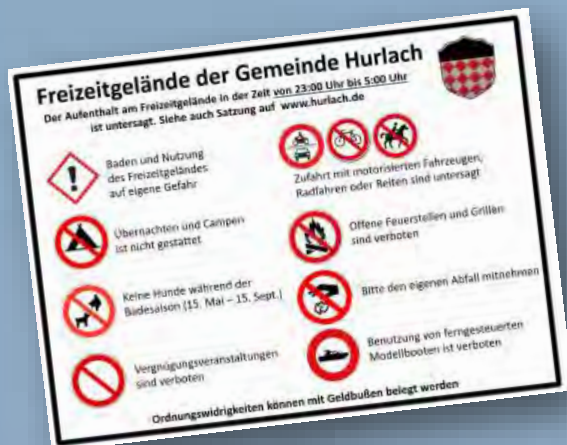 Freizeitgelände der Gemeinde Hurlach
Der Aufenthalt am Freizeitgelände in der Zeit von 23:00 Uhr bis 5:00 Uhr
ist untersagt. Siehe auch Satzung auf www.hurlach.de
Baden und Nutzung
des Freizeitgeländes
auf eigene Gefahr
Zufahrt mit motorisierten Fahrzeugen,
Radfahren oder Reiten sind untersagt
Übernachten und Campen
ist nicht gestattet
Offene Feuerstellen und Grillen
sind verboten
Keine Hunde während der
Badesaison (15. Mai – 15. Sept.)
Bitte den eigenen Abfall mitnehmen
Vergnügungsveranstaltungen
sind verboten
Benutzung von ferngesteuerten
Modellbooten ist verboten
Ordnungswidrigkeiten können mit Geldbußen belegt werden